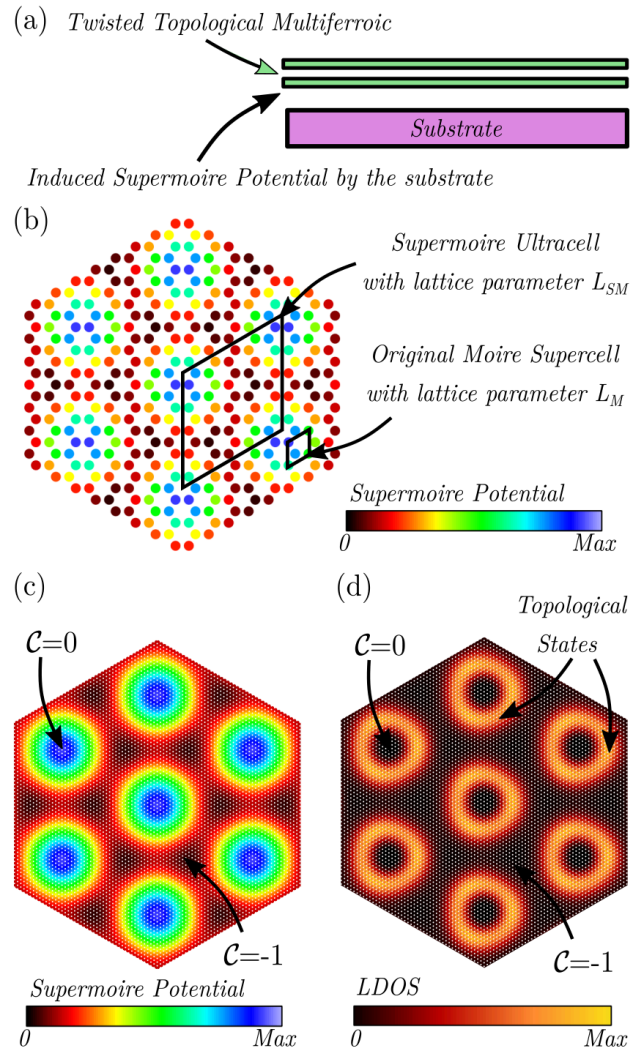 (a)
Twisted Topological Multiferroic
Substrate
Induced Supermoire Potential by the substrate
(b)
Supermoire Ultracell
with lattice parameter L_SM
Original Moire Supercell
with lattice parameter L_M
Supermoire Potential
0 Max
(c)
C=0
C=-1
Supermoire Potential
0 Max
(d)
Topological
States
C=0
C=-1
LDOS
0 Max